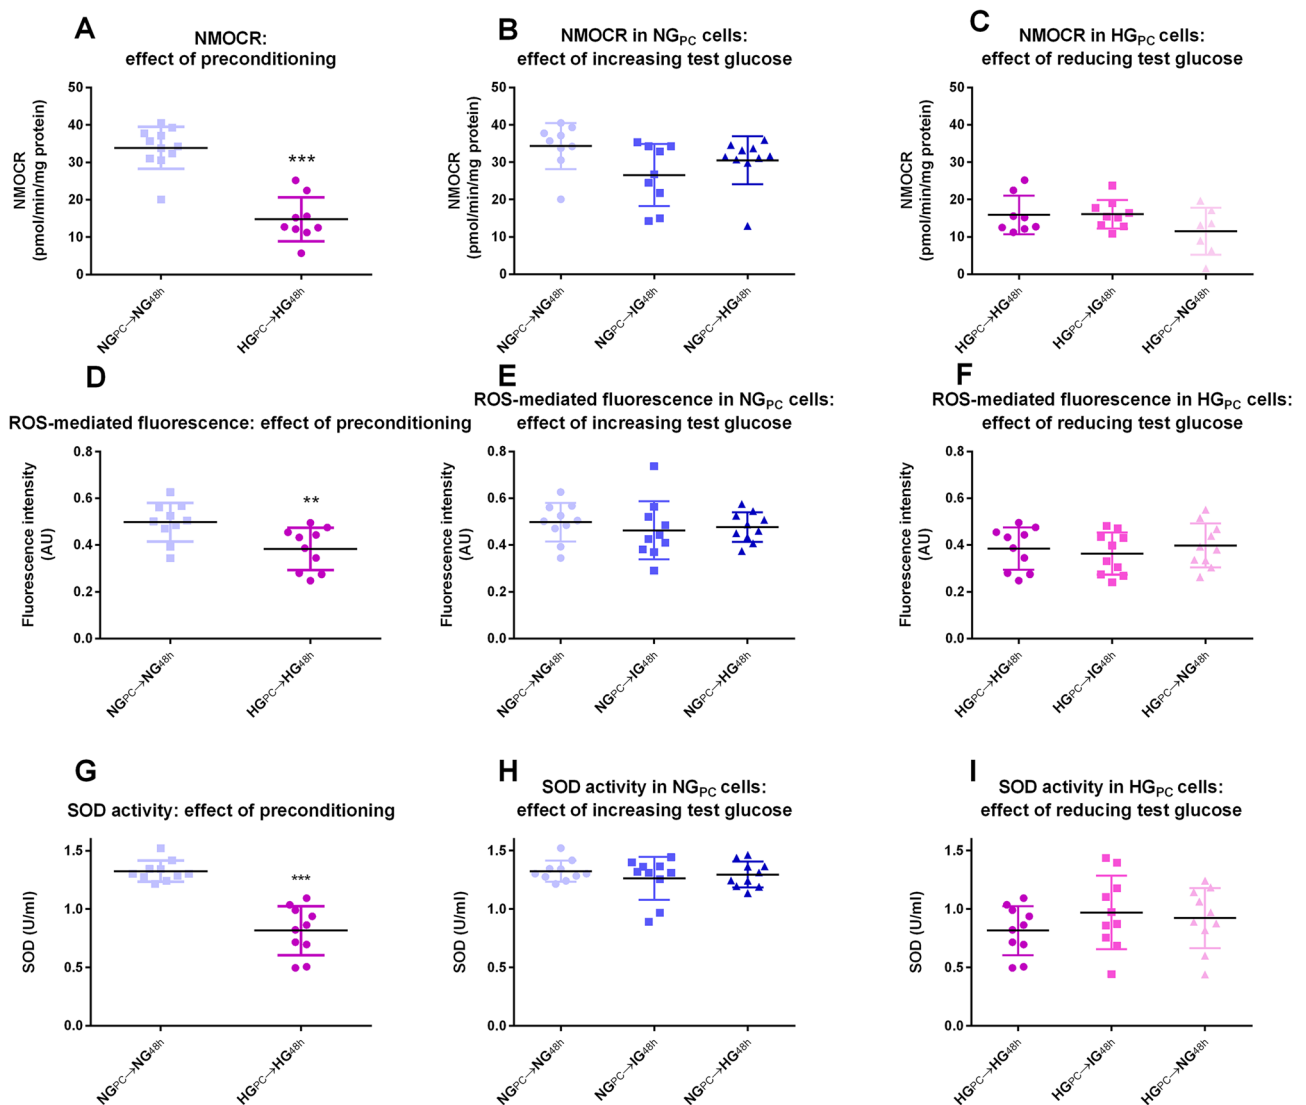 A
NMOCR:
effect of preconditioning
NMOCR
(pmol/min/mg protein)
50
40
30
20
10
0
***
NGPC→NG48h
HGPC→HG48h
B
NMOCR in NGPC cells:
effect of increasing test glucose
NMOCR
(pmol/min/mg protein)
50
40
30
20
10
0
NGPC→NG48h
NGPC→IG48h
NGPC→HG48h
C
NMOCR in HGPC cells:
effect of reducing test glucose
NMOCR
(pmol/min/mg protein)
50
40
30
20
10
0
HGPC→HG48h
HGPC→IG48h
HGPC→NG48h
D
ROS-mediated fluorescence: effect of preconditioning
Fluorescence intensity
(AU)
0.8
0.6
0.4
0.2
0.0
**
NGPC→NG48h
HGPC→HG48h
E
ROS-mediated fluorescence in NGPC cells:
effect of increasing test glucose
Fluorescence intensity
(AU)
0.8
0.6
0.4
0.2
0.0
NGPC→NG48h
NGPC→IG48h
NGPC→HG48h
F
ROS-mediated fluorescence in HGPC cells:
effect of reducing test glucose
Fluorescence intensity
(AU)
0.8
0.6
0.4
0.2
0.0
HGPC→HG48h
HGPC→IG48h
HGPC→NG48h
G
SOD activity: effect of preconditioning
SOD (U/ml)
1.5
1.0
0.5
0.0
***
NGPC→NG48h
HGPC→HG48h
H
SOD activity in NGPC cells:
effect of increasing test glucose
SOD (U/ml)
1.5
1.0
0.5
0.0
NGPC→NG48h
NGPC→IG48h
NGPC→HG48h
I
SOD activity in HGPC cells:
effect of reducing test glucose
SOD (U/ml)
1.5
1.0
0.5
0.0
HGPC→HG48h
HGPC→IG48h
HGPC→NG48h